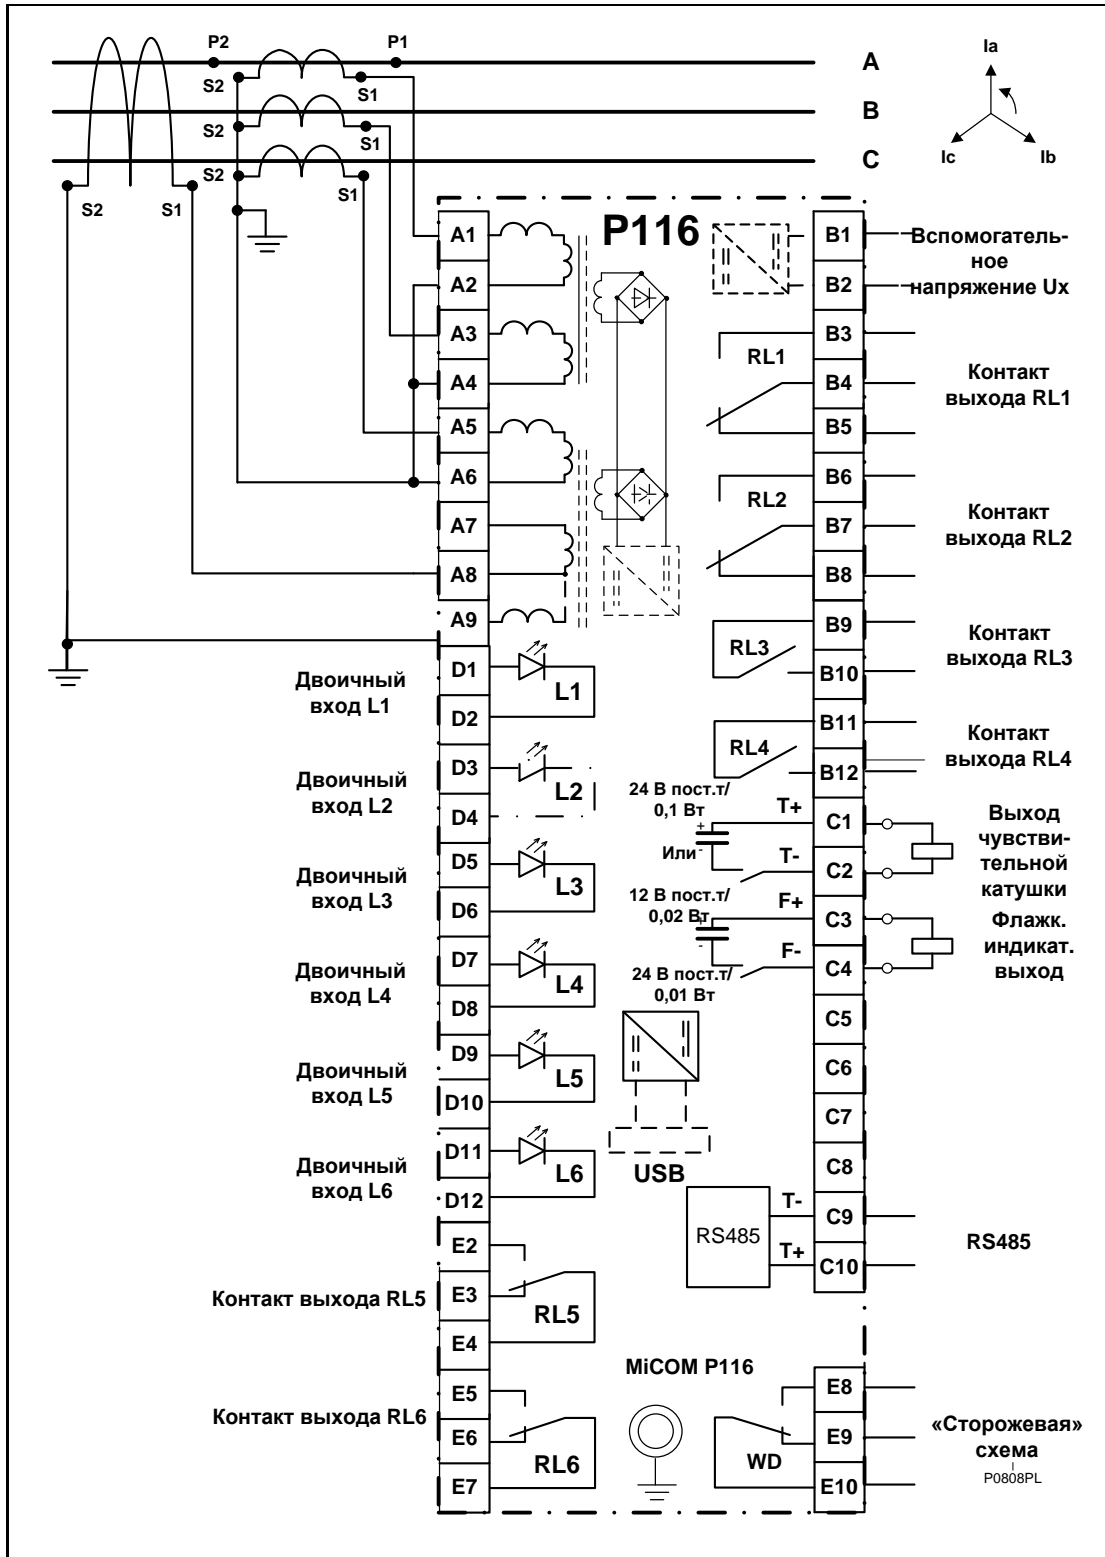 P2
P1
A
S2
S1
B
S2
S1
C
S2
S1
S2
S1
Ia
Ic
Ib
P116
A1
A2
A3
A4
A5
A6
A7
A8
A9
D1
D2
D3
D4
D5
D6
D7
D8
D9
D10
D11
D12
E2
E3
E4
E5
E6
E7
Двоичный
вход L1
Двоичный
вход L2
Двоичный
вход L3
Двоичный
вход L4
Двоичный
вход L5
Двоичный
вход L6
Контакт выхода RL5
Контакт выхода RL6
L1
L2
L3
L4
L5
L6
RL5
RL6
RL1
RL2
RL3
RL4
24 В пост.т/
0,1 Вт
+
-
Или
T+
T-
12 В пост.т/
0,02 Вт
+
-
F+
F-
24 В пост.т/
0,01 Вт
USB
RS485
T-
T+
MiCOM P116
WD
B1
B2
B3
B4
B5
B6
B7
B8
B9
B10
B11
B12
C1
C2
C3
C4
C5
C6
C7
C8
C9
C10
E8
E9
E10
Вспомогатель-
ное
напряжение Ux
Контакт
выхода RL1
Контакт
выхода RL2
Контакт
выхода RL3
Контакт
выхода RL4
Выход
чувстви-
тельной
катушки
Флажк.
индикат.
выход
RS485
«Сторожевая»
схема
P0808PL